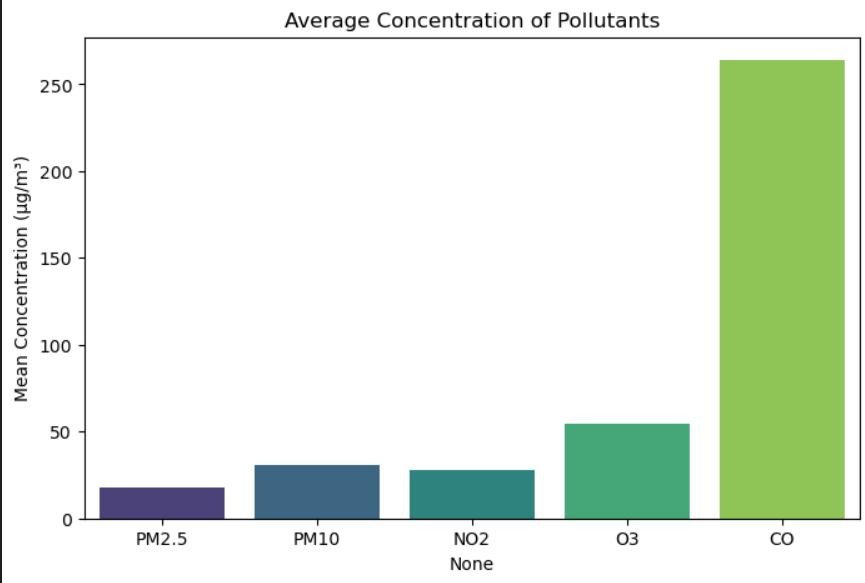 Average Concentration of Pollutants
Mean Concentration (µg/m³)
250
200
150
100
50
0
PM2.5 PM10 NO2 O3 CO
None